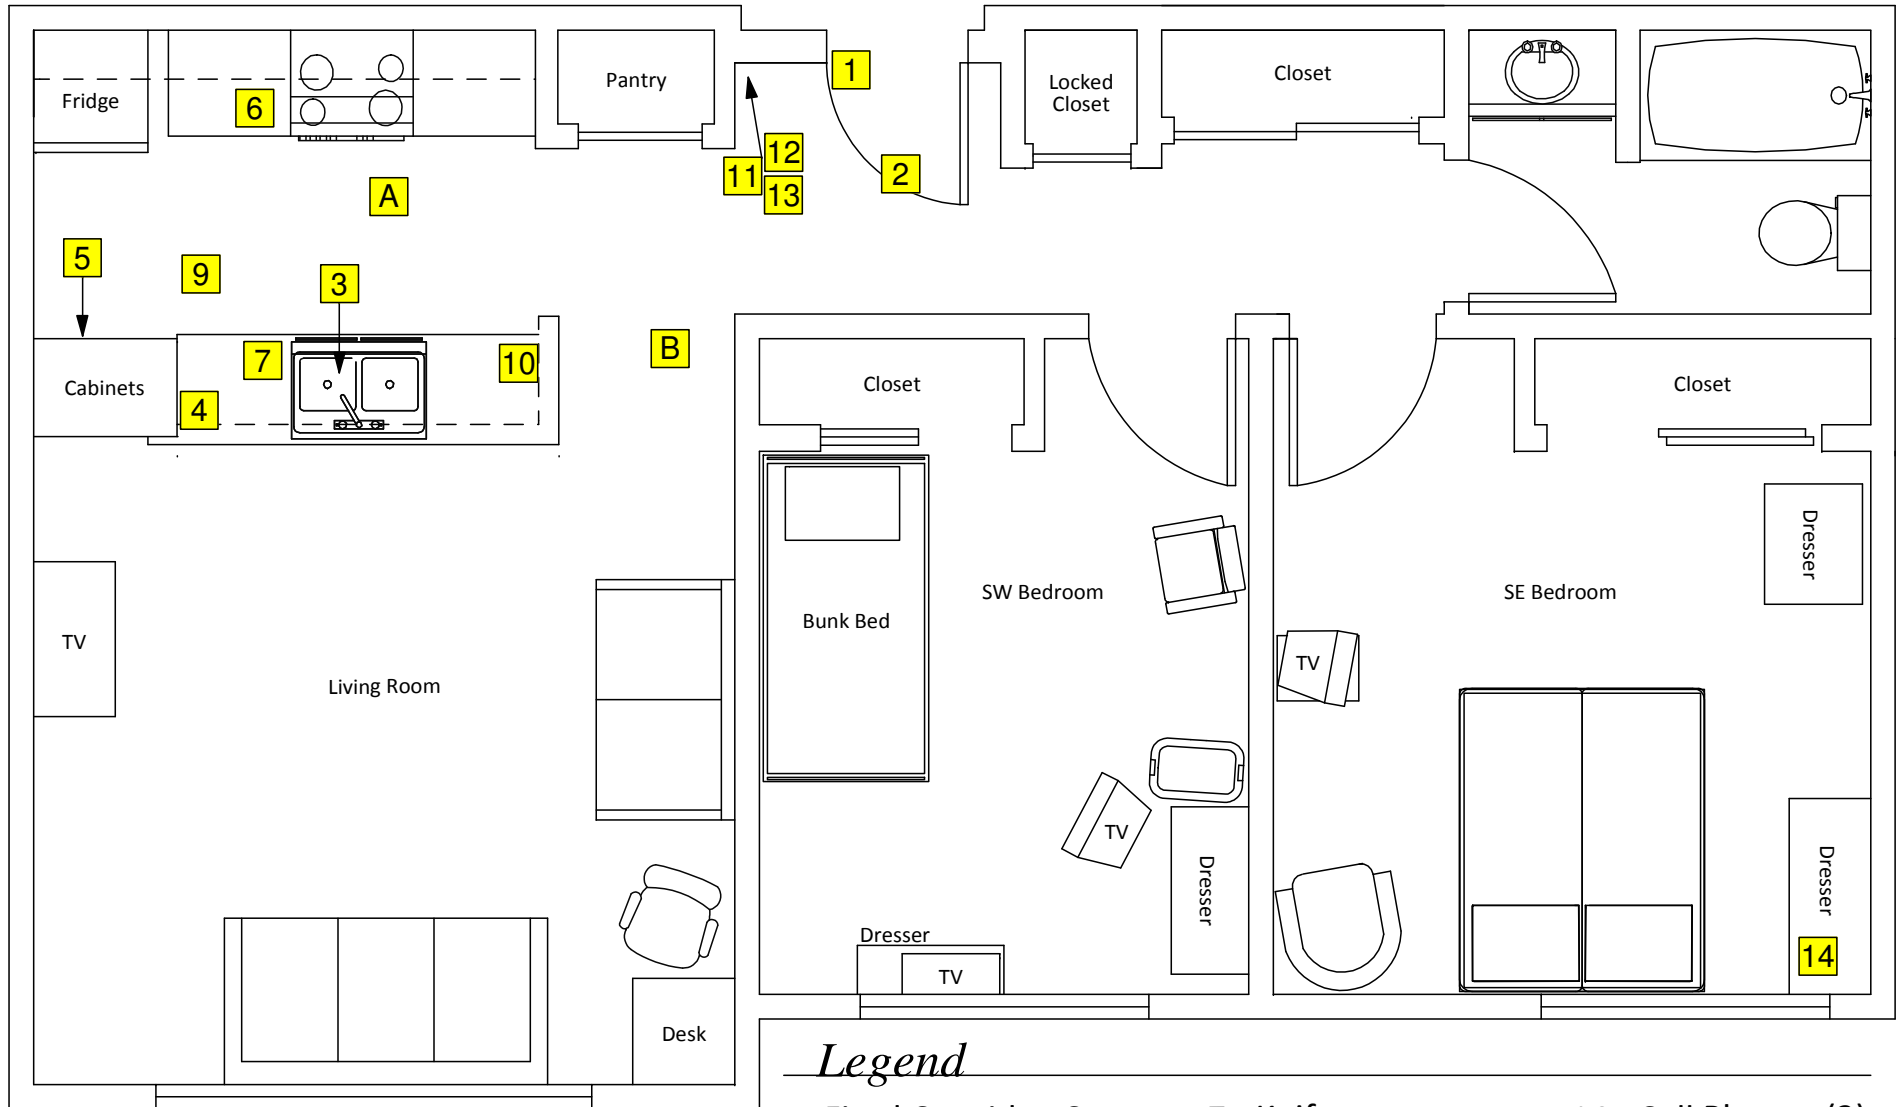 1
Pantry
Closet
Locked
Closet
Fridge
6
12
11
13
2
A
5
9
3
B
7
10
Cabinets
4
Closet
Closet
Dresser
SW Bedroom
SE Bedroom
Bunk Bed
TV
TV
Living Room
TV
Dresser
Dresser
Dresser
14
TV
Desk
Legend